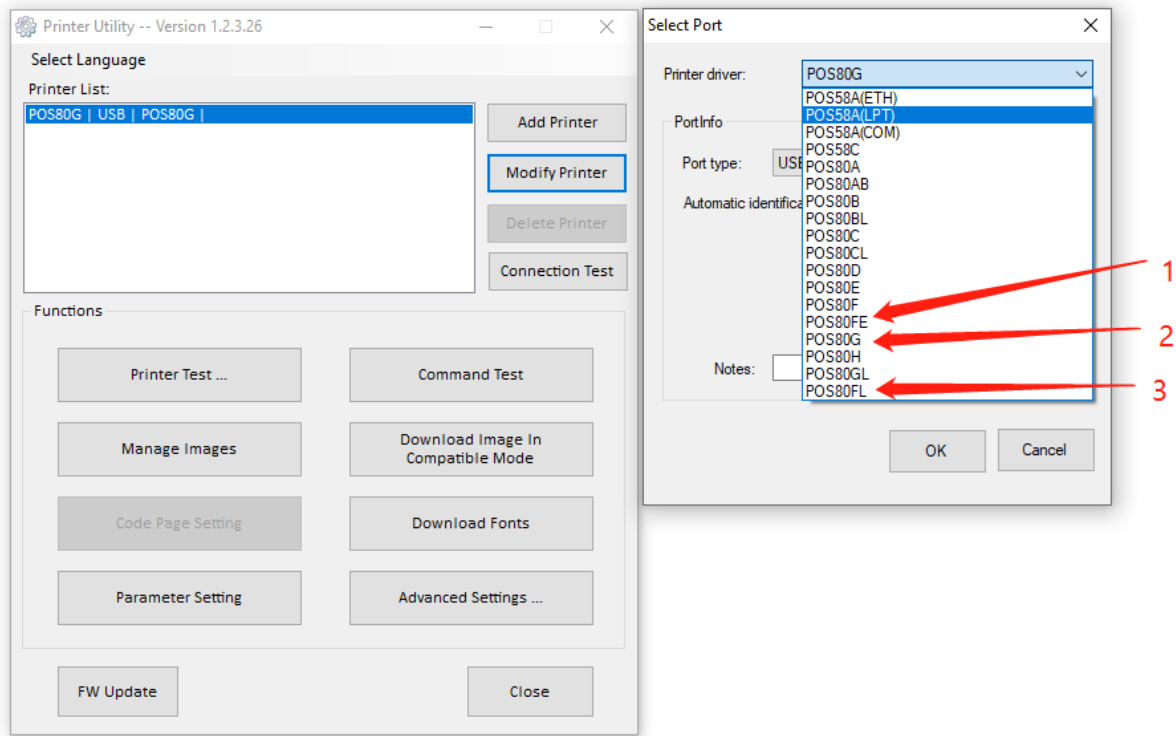 Printer Utility -- Version 1.2.3.26
Select Language
Printer List:
POS80G | USB | POS80G |
Add Printer
Modify Printer
Delete Printer
Connection Test
Functions
Printer Test ...
Command Test
Manage Images
Download Image In
Compatible Mode
Code Page Setting
Download Fonts
Parameter Setting
Advanced Settings ...
FW Update
Close
Select Port
Printer driver:
POS80G
POS58A(ETH)
POS58A(LPT)
POS58A(COM)
POS58C
POS80A
POS80AB
POS80B
POS80BL
POS80C
POS80CL
POS80D
POS80E
POS80F
POS80FE
POS80G
POS80H
POS80GL
POS80FL
PortInfo
Port type:
USB
Automatic identifica
Notes:
OK
Cancel
1
2
3